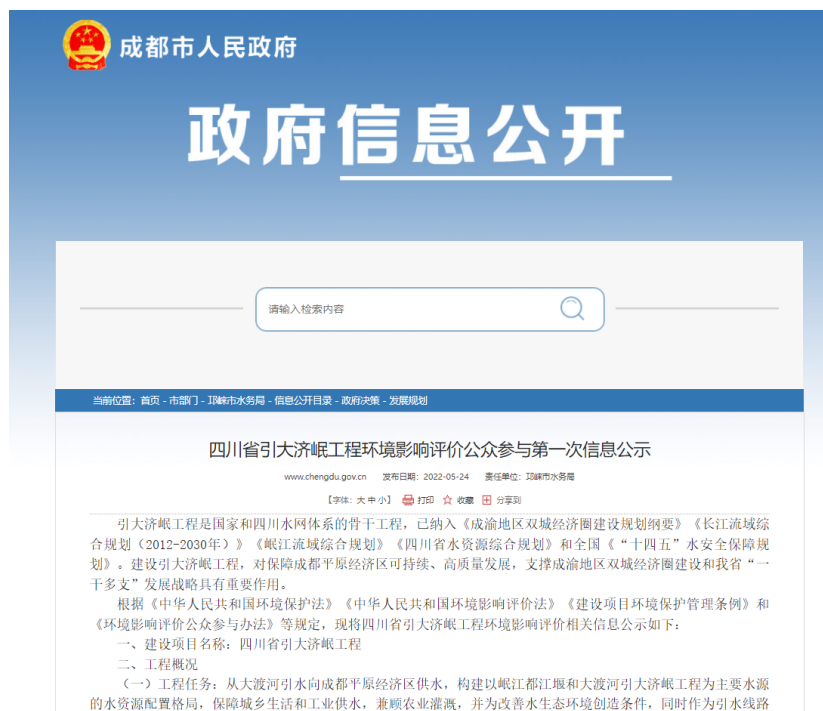 成都市人民政府
政府信息公开
请输入检索内容
当前位置：首页 - 市部门 - 邛崃市水务局 - 信息公开目录 - 政府决策 - 发展规划
四川省引大济岷工程环境影响评价公众参与第一次信息公示
www.chengdu.gov.cn 发布日期：2022-05-24 责任单位：邛崃市水务局
【字体：大 中 小】 打印 收藏 分享到
引大济岷工程是国家和四川水网体系的骨干工程，已纳入《成渝地区双城经济圈建设规划纲要》《长江流域综
合规划（2012-2030年）》《岷江流域综合规划》《四川省水资源综合规划》和全国《“十四五”水安全保障规
划》。建设引大济岷工程，对保障成都平原经济区可持续、高质量发展，支撑成渝地区双城经济圈建设和我省“一
干多支”发展战略具有重要作用。
根据《中华人民共和国环境保护法》《中华人民共和国环境影响评价法》《建设项目环境保护管理条例》和
《环境影响评价公众参与办法》等规定，现将四川省引大济岷工程环境影响评价相关信息公示如下：
一、建设项目名称：四川省引大济岷工程
二、工程概况
（一）工程任务：从大渡河引水向成都平原经济区供水，构建以岷江都江堰和大渡河引大济岷工程为主要水源
的水资源配置格局，保障城乡生活和工业供水，兼顾农业灌溉，并为改善水生态环境创造条件，同时作为引水线路